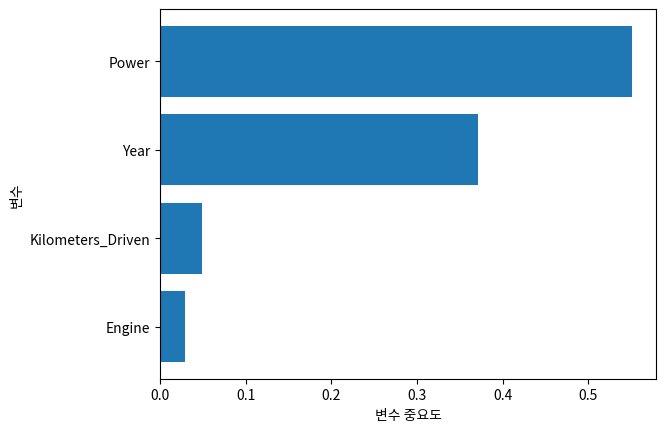 Power
Year
Kilometers_Driven
Engine
변수
0.0 0.1 0.2 0.3 0.4 0.5
변수 중요도